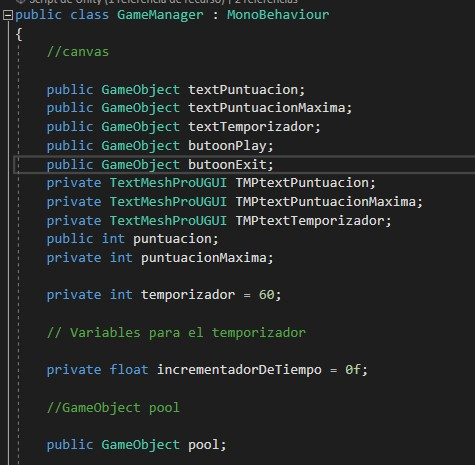 Script de Unity (1 referencia de recurso) | 2 referencias
public class GameManager : MonoBehaviour
{
//canvas
public GameObject textPuntuacion;
public GameObject textPuntuacionMaxima;
public GameObject textTemporizador;
public GameObject butoonPlay;
public GameObject butoonExit;
private TextMeshProUGUI TMPtextPuntuacion;
private TextMeshProUGUI TMPtextPuntuacionMaxima;
private TextMeshProUGUI TMPtextTemporizador;
public int puntuacion;
private int puntuacionMaxima;
private int temporizador = 60;
// Variables para el temporizador
private float incrementadorDeTiempo = 0f;
//GameObject pool
public GameObject pool;